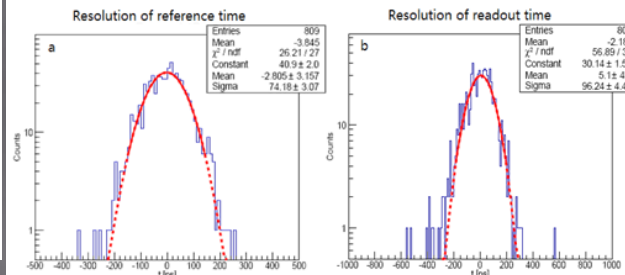 Resolution of reference time
Entries 809
Mean -3.845
χ² / ndf 26.21 / 27
Constant 40.9 ± 2.0
Mean -2.805 ± 3.157
Sigma 74.18 ± 3.07
a
Counts
10
1
-500 -400 -300 -200 -100 0 100 200 300 400 500
Resolution of readout time
Entries 80
Mean -2.18
χ² / ndf 56.89 / 3
Constant 30.14 ± 1.5
Mean 5.1 ± 4
Sigma 96.24 ± 4.4
b
Counts
10
1
-1000 -800 -600 -400 -200 0 200 400 600 800 1000